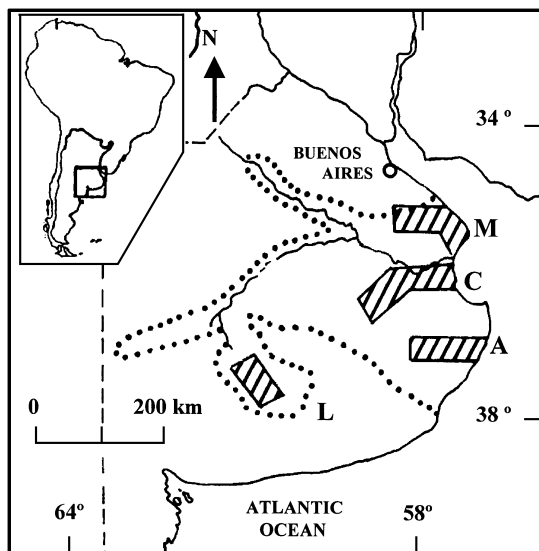 N
34 º
BUENOS
AIRES
M
C
A
0 200 km
L
38 º
64º
58º
ATLANTIC
OCEAN